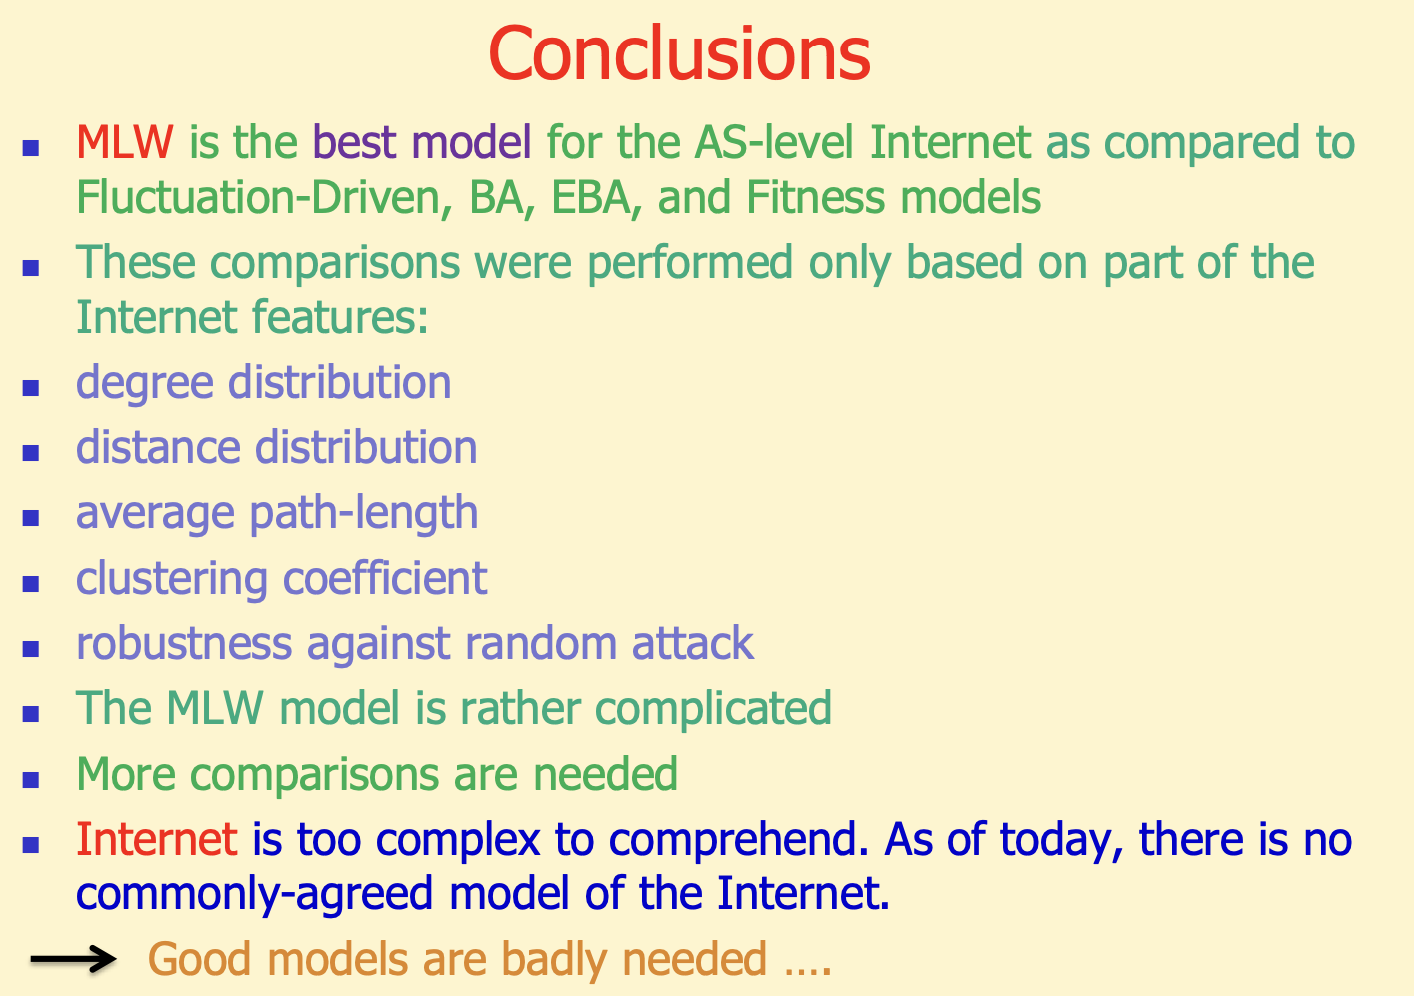 Conclusions
MLW is the best model for the AS-level Internet as compared to
Fluctuation-Driven, BA, EBA, and Fitness models
These comparisons were performed only based on part of the
Internet features:
degree distribution
distance distribution
average path-length
clustering coefficient
robustness against random attack
The MLW model is rather complicated
More comparisons are needed
Internet is too complex to comprehend. As of today, there is no
commonly-agreed model of the Internet.
Good models are badly needed ….